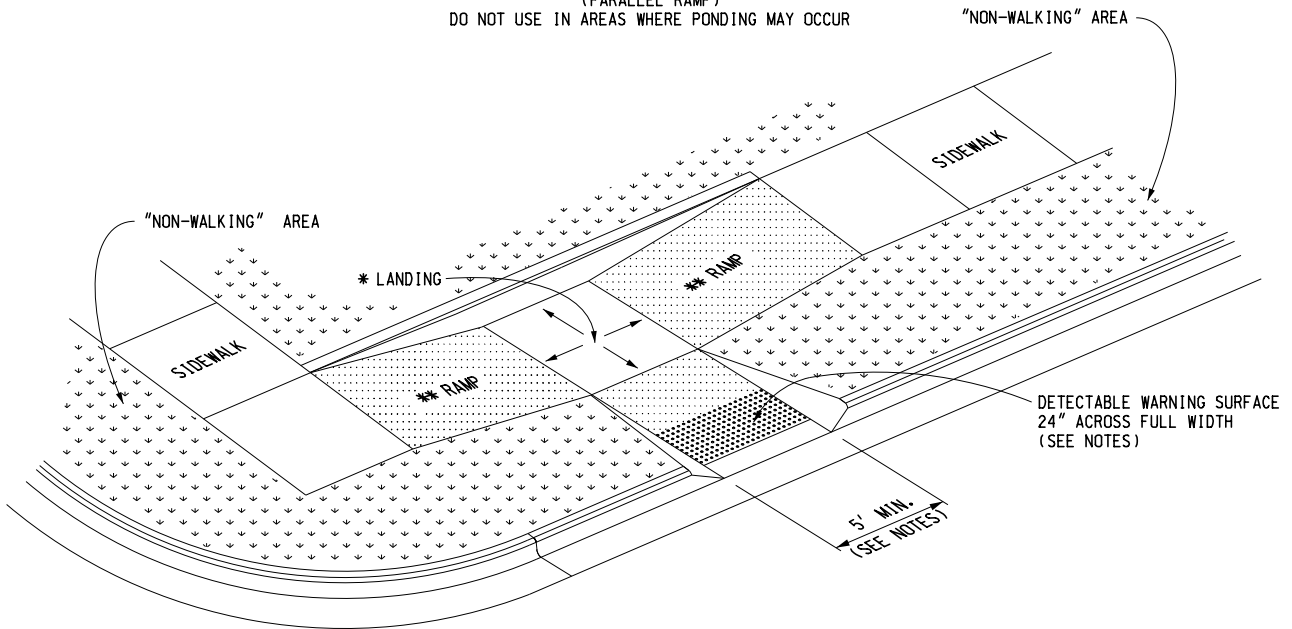 (PARALLEL RAMP)
DO NOT USE IN AREAS WHERE PONDING MAY OCCUR
"NON-WALKING" AREA
SIDEWALK
"NON-WALKING" AREA
* LANDING
** RAMP
SIDEWALK
** RAMP
DETECTABLE WARNING SURFACE
24" ACROSS FULL WIDTH
(SEE NOTES)
5' MIN.
(SEE NOTES)